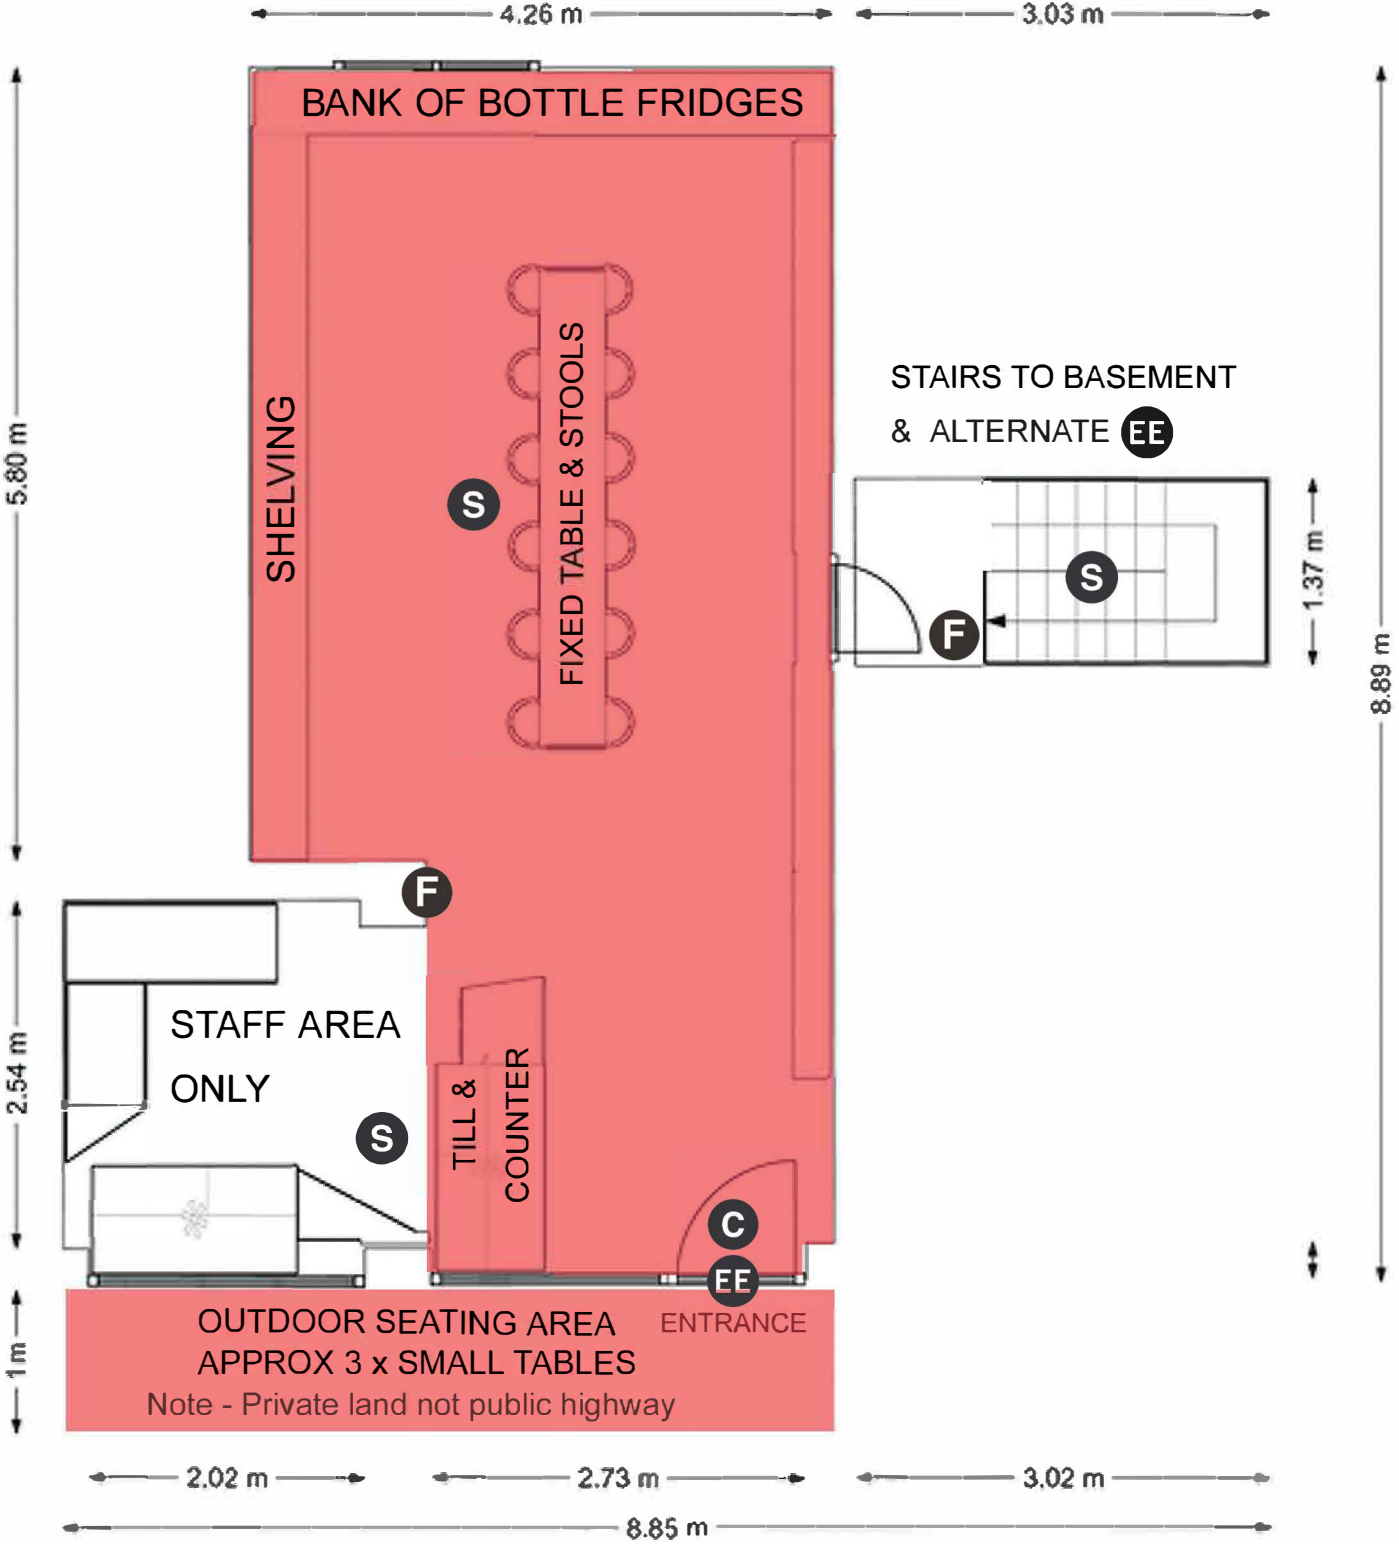 4.26 m
3.03 m
BANK OF BOTTLE FRIDGES
5.80 m
SHELVING
FIXED TABLE & STOOLS
S
STAIRS TO BASEMENT
& ALTERNATE EE
S
F
1.37 m
8.89 m
F
STAFF AREA
ONLY
S
2.54 m
TILL &
COUNTER
C
EE
ENTRANCE
OUTDOOR SEATING AREA
APPROX 3 x SMALL TABLES
Note - Private land not public highway
1m
2.02 m
2.73 m
3.02 m
8.85 m